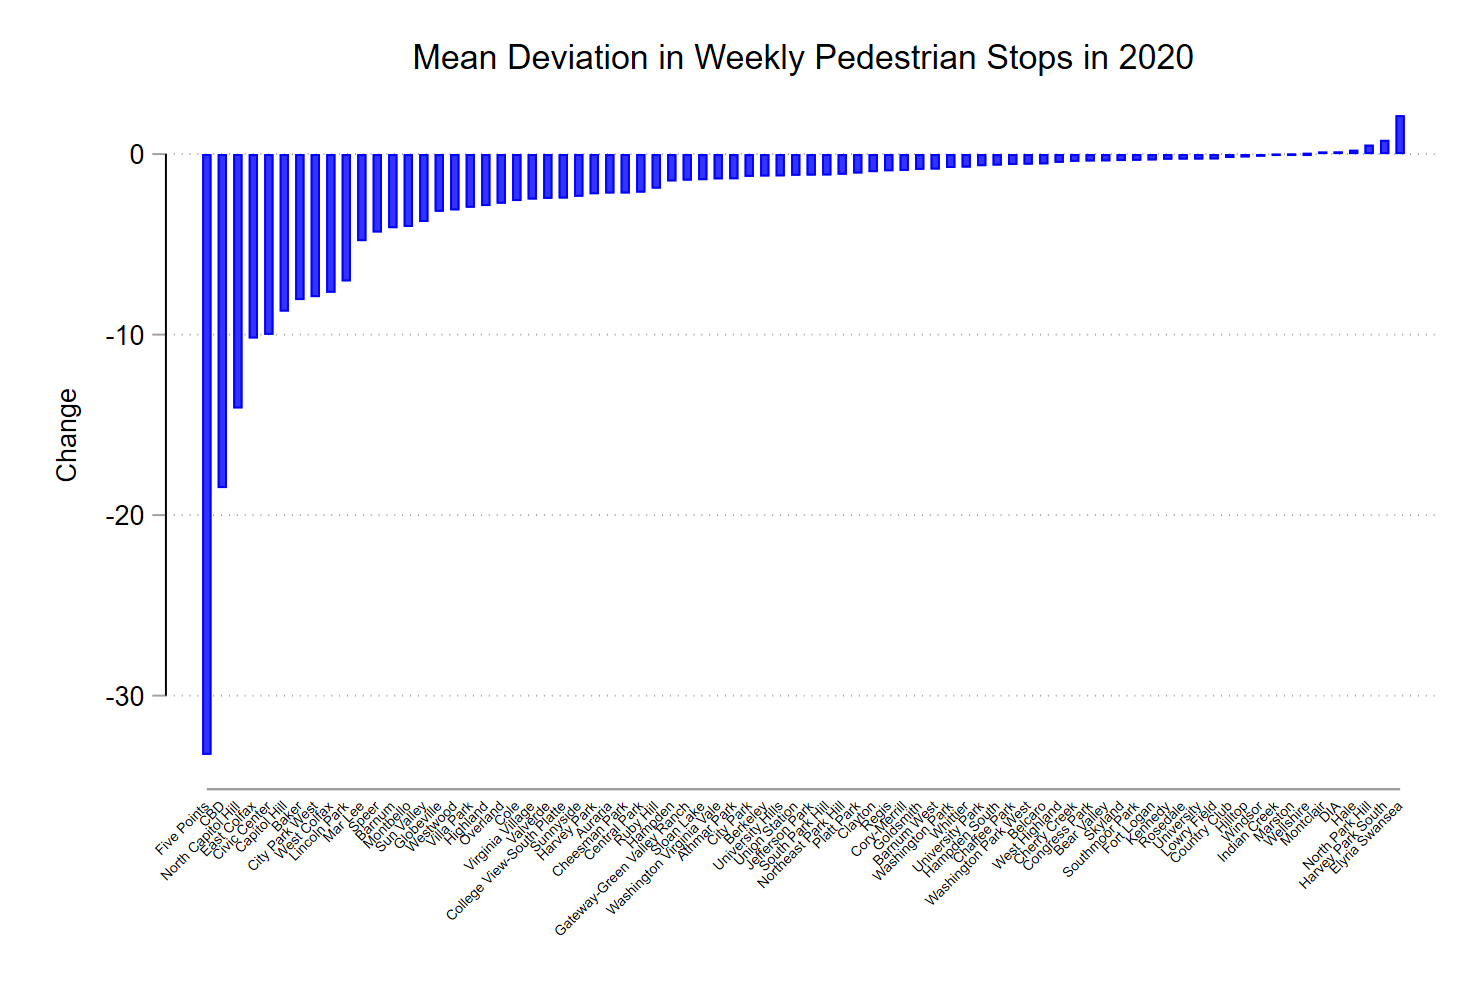 Mean Deviation in Weekly Pedestrian Stops in 2020
Change
0
-10
-20
-30
Five Points
CBD
North Capitol Hill
East Colfax
Civic Center
Capitol Hill
Baker
City Park West
West Colfax
Lincoln Park
Mar Lee
Speer
Barnum
Montbello
Sun Valley
Globeville
Westwood
Villa Park
Highland
Overland
Cole
Virginia Village
Valverde
College View-South Platte
Sunnyside
Harvey Park
Auraria
Cheesman Park
Central Park
Ruby Hill
Hampden
Gateway-Green Valley Ranch
Sloan Lake
Washington Virginia Vale
Athmar Park
City Park
Berkeley
University Hills
Union Station
Jefferson Park
South Park Hill
Northeast Park Hill
Platt Park
Clayton
Regis
Cory-Merrill
Goldsmith
Barnum West
Washington Park
Whittier
University Park
Hampden South
Chaffee Park
Washington Park West
Belcaro
West Highland
Cherry Creek
Congress Park
Bear Valley
Skyland
Southmoor Park
Fort Logan
Kennedy
Rosedale
University
Lowry Field
Country Club
Hilltop
Windsor
Indian Creek
Marston
Wellshire
Montclair
DIA
Hale
North Park Hill
Harvey Park South
Elyria Swansea